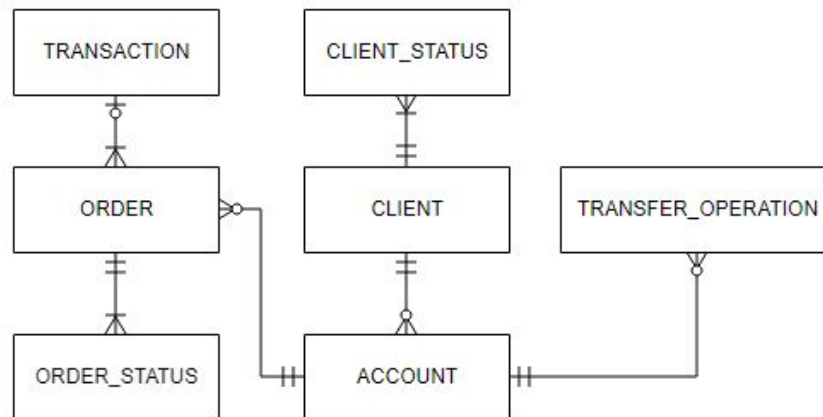 TRANSACTION
CLIENT_STATUS
ORDER
CLIENT
TRANSFER_OPERATION
ORDER_STATUS
ACCOUNT